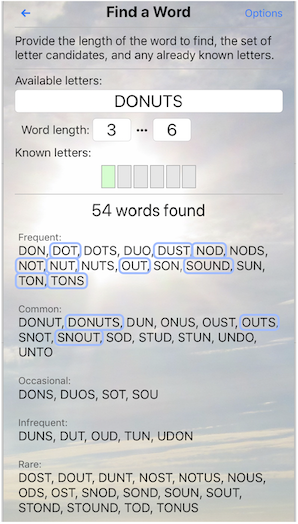 ← Find a Word Options
Provide the length of the word to find, the set of
letter candidates, and any already known letters.
Available letters:
DONUTS
Word length: 3 ••• 6
Known letters:
54 words found
Frequent:
DON, DOT, DOTS, DUO, DUST, NOD, NODS,
NOT, NUT, NUTS, OUT, SON, SOUND, SUN,
TON, TONS
Common:
DONUT, DONUTS, DUN, ONUS, OUST, OUTS,
SNOT, SNOUT, SOD, STUD, STUN, UNDO,
UNTO
Occasional:
DONS, DUOS, SOT, SOU
Infrequent:
DUNS, DUT, OUD, TUN, UDON
Rare:
DOST, DOUT, DUNT, NOST, NOTUS, NOUS,
ODS, OST, SNOD, SOND, SOUN, SOUT,
STOND, STOUND, TOD, TONUS